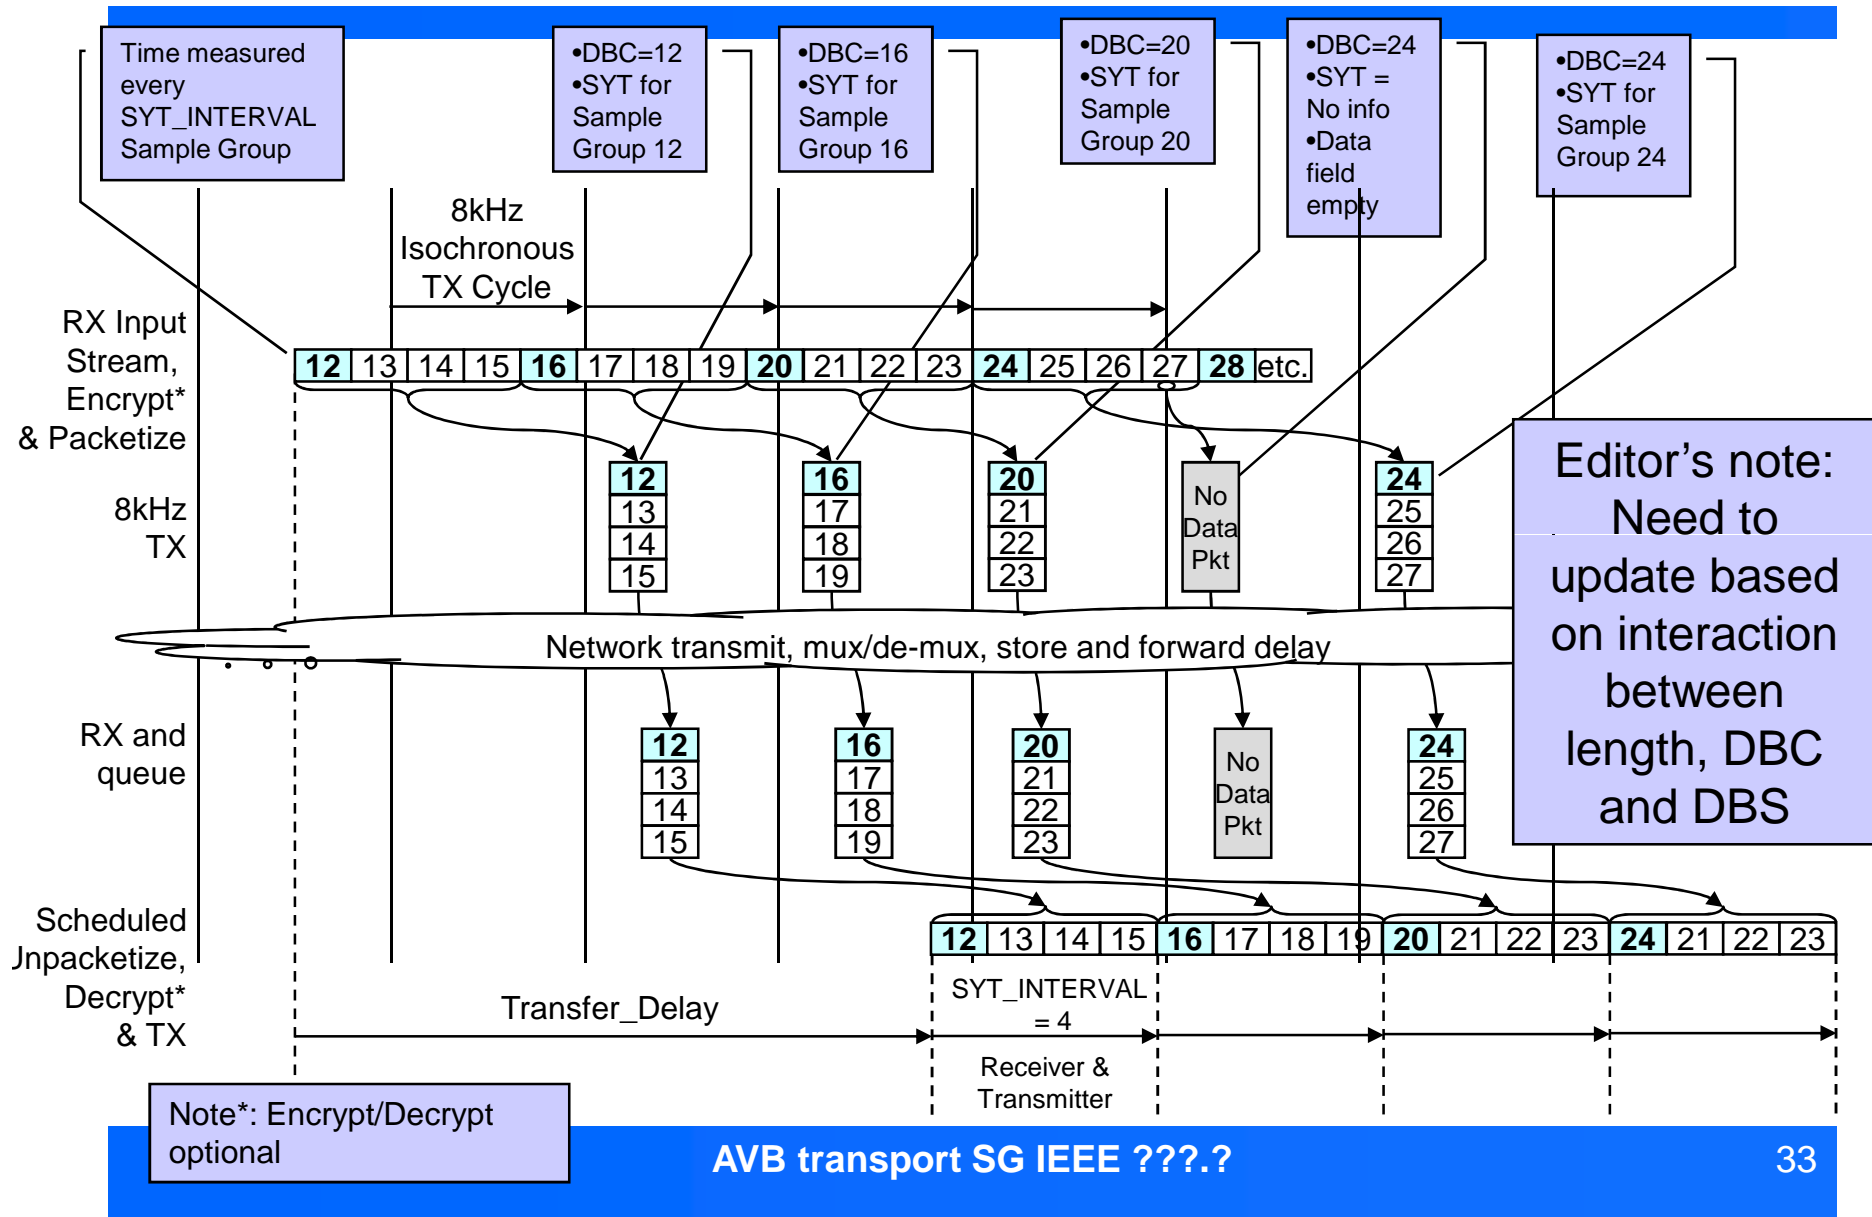 Time measured
every
SYT_INTERVAL
Sample Group
•DBC=12
•SYT for
Sample
Group 12
•DBC=16
•SYT for
Sample
Group 16
•DBC=20
•SYT for
Sample
Group 20
•DBC=24
•SYT =
No info
•Data
field
empty
•DBC=24
•SYT for
Sample
Group 24
8kHz
Isochronous
TX Cycle
RX Input
Stream,
Encrypt*
& Packetize
12 13 14 15 16 17 18 19 20 21 22 23 24 25 26 27 28 etc.
8kHz
TX
12
13
14
15
16
17
18
19
20
21
22
23
No
Data
Pkt
24
25
26
27
Editor's note:
Need to
update based
on interaction
between
length, DBC
and DBS
Network transmit, mux/de-mux, store and forward delay
RX and
queue
12
13
14
15
16
17
18
19
20
21
22
23
No
Data
Pkt
24
25
26
27
Scheduled
Unpacketize,
Decrypt*
& TX
12 13 14 15 16 17 18 19 20 21 22 23 24 21 22 23
Transfer_Delay
SYT_INTERVAL
= 4
Receiver &
Transmitter
Note*: Encrypt/Decrypt
optional
AVB transport SG IEEE ???.?
33